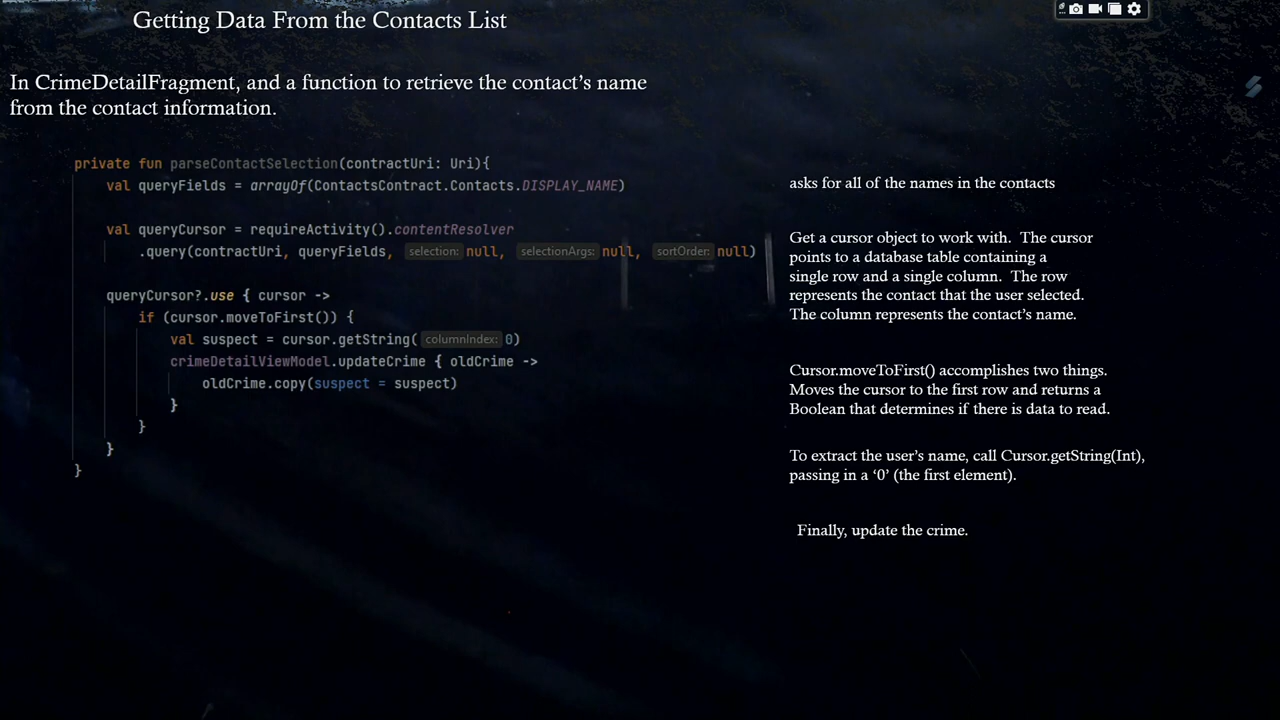 Getting Data From the Contacts List
In CrimeDetailFragment, and a function to retrieve the contact's name
from the contact information.
private fun parseContactSelection(contractUri: Uri){
val queryFields = arrayOf(ContactsContract.Contacts.DISPLAY_NAME)
val queryCursor = requireActivity().contentResolver
.query(contractUri, queryFields, selection: null, selectionArgs: null, sortOrder: null)
queryCursor?.use { cursor ->
if (cursor.moveToFirst()) {
val suspect = cursor.getString( columnIndex: 0)
crimeDetailViewModel.updateCrime { oldCrime ->
oldCrime.copy(suspect = suspect)
}
}
}
}
asks for all of the names in the contacts
Get a cursor object to work with. The cursor
points to a database table containing a
single row and a single column. The row
represents the contact that the user selected.
The column represents the contact's name.
Cursor.moveToFirst() accomplishes two things.
Moves the cursor to the first row and returns a
Boolean that determines if there is data to read.
To extract the user's name, call Cursor.getString(Int),
passing in a ‘0’ (the first element).
Finally, update the crime.